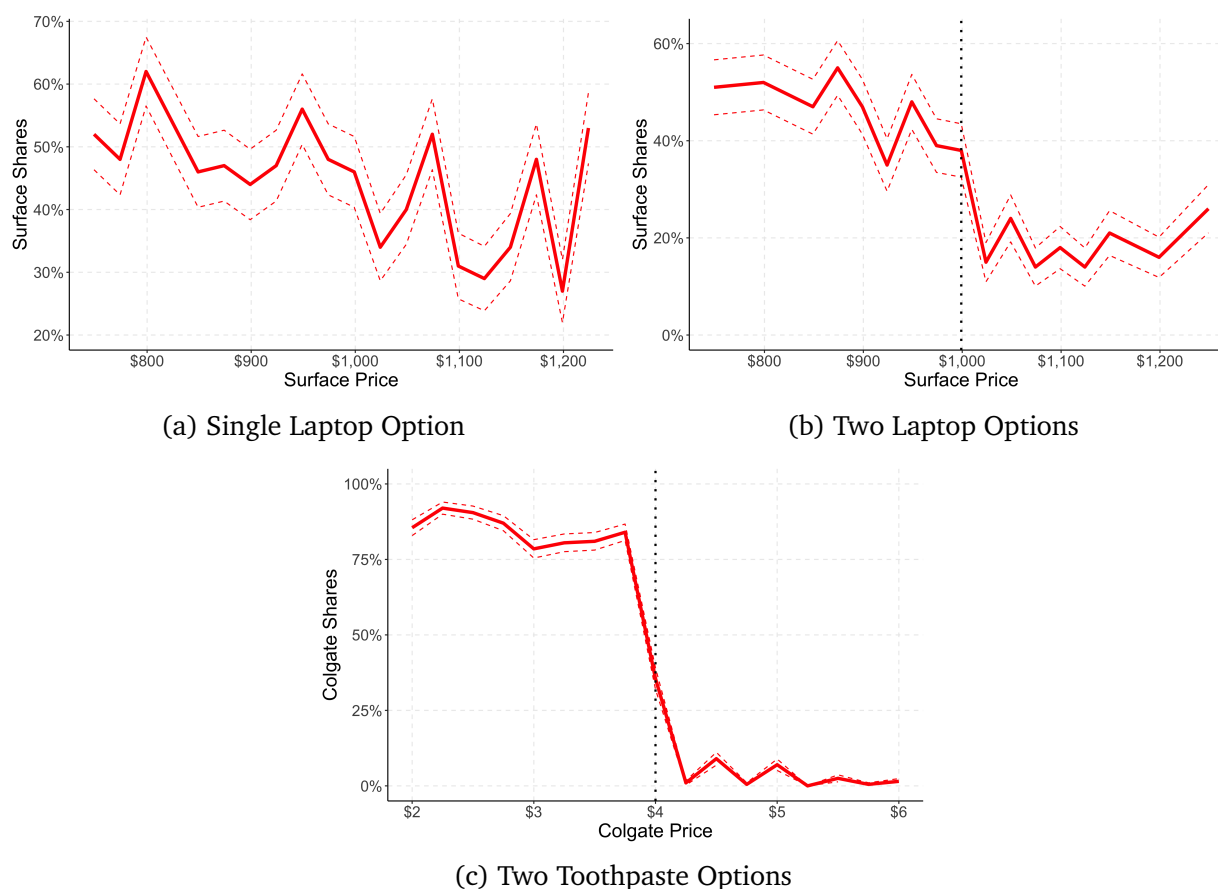 70%
60%
50%
40%
30%
20%
Surface Shares
$800 $900 $1,000 $1,100 $1,200
Surface Price
(a) Single Laptop Option
60%
40%
20%
0%
Surface Shares
$800 $900 $1,000 $1,100 $1,200
Surface Price
(b) Two Laptop Options
100%
75%
50%
25%
0%
Colgate Shares
$2 $3 $4 $5 $6
Colgate Price
(c) Two Toothpaste Options